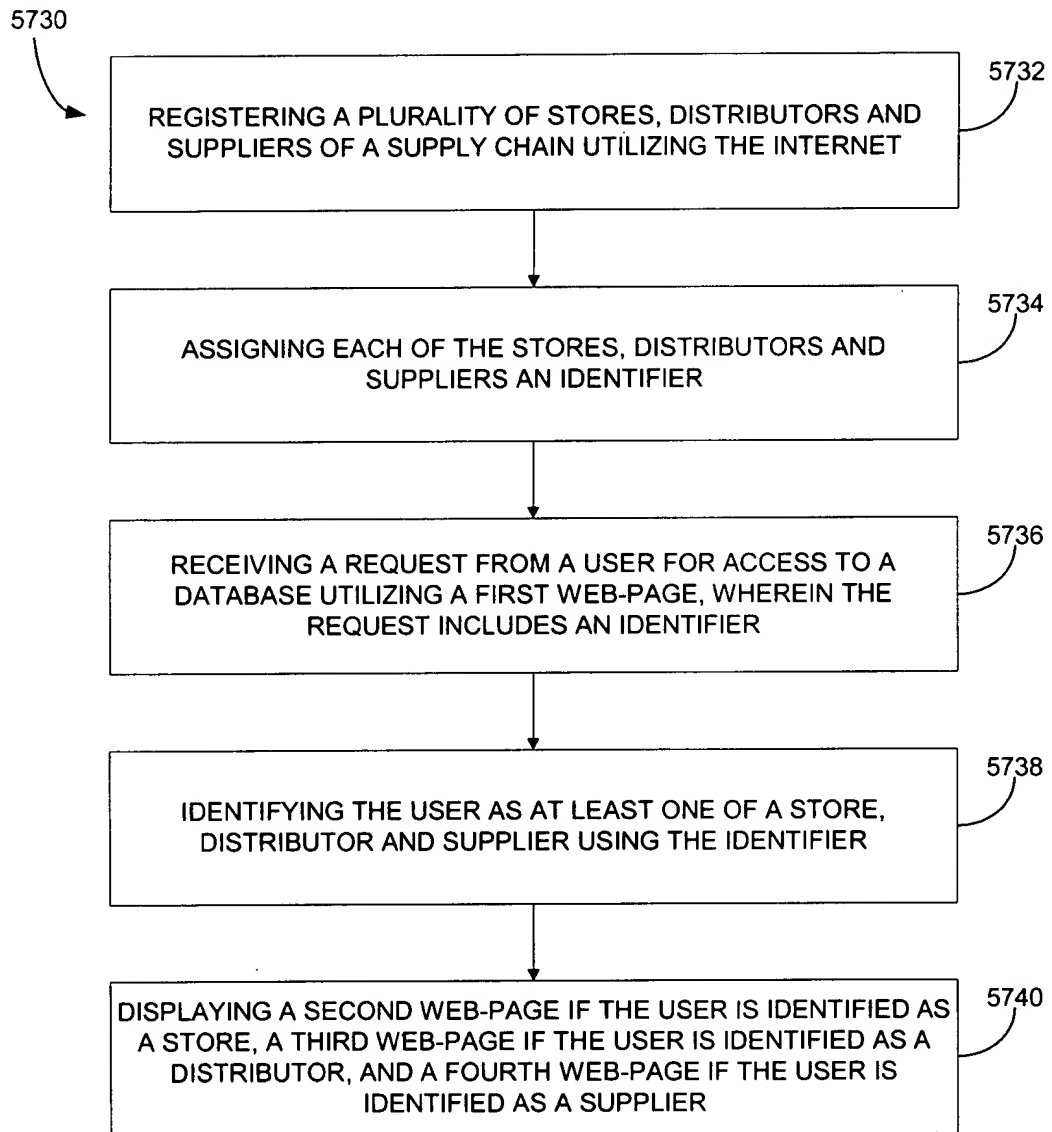 5730
5732
REGISTERING A PLURALITY OF STORES, DISTRIBUTORS AND
SUPPLIERS OF A SUPPLY CHAIN UTILIZING THE INTERNET
5734
ASSIGNING EACH OF THE STORES, DISTRIBUTORS AND
SUPPLIERS AN IDENTIFIER
5736
RECEIVING A REQUEST FROM A USER FOR ACCESS TO A
DATABASE UTILIZING A FIRST WEB-PAGE, WHEREIN THE
REQUEST INCLUDES AN IDENTIFIER
5738
IDENTIFYING THE USER AS AT LEAST ONE OF A STORE,
DISTRIBUTOR AND SUPPLIER USING THE IDENTIFIER
5740
DISPLAYING A SECOND WEB-PAGE IF THE USER IS IDENTIFIED AS
A STORE, A THIRD WEB-PAGE IF THE USER IS IDENTIFIED AS A
DISTRIBUTOR, AND A FOURTH WEB-PAGE IF THE USER IS
IDENTIFIED AS A SUPPLIER